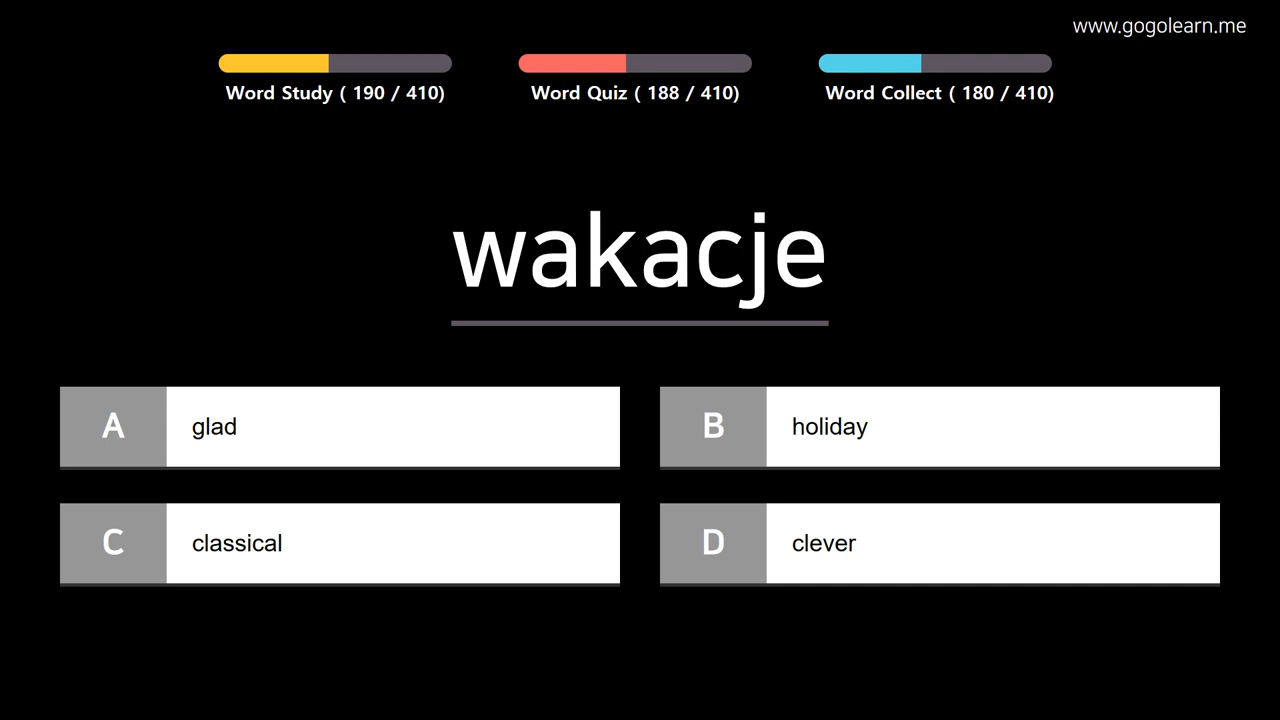 www.gogolearn.me
Word Study ( 190 / 410)
Word Quiz ( 188 / 410)
Word Collect ( 180 / 410)
wakacje
A glad
B holiday
C classical
D clever